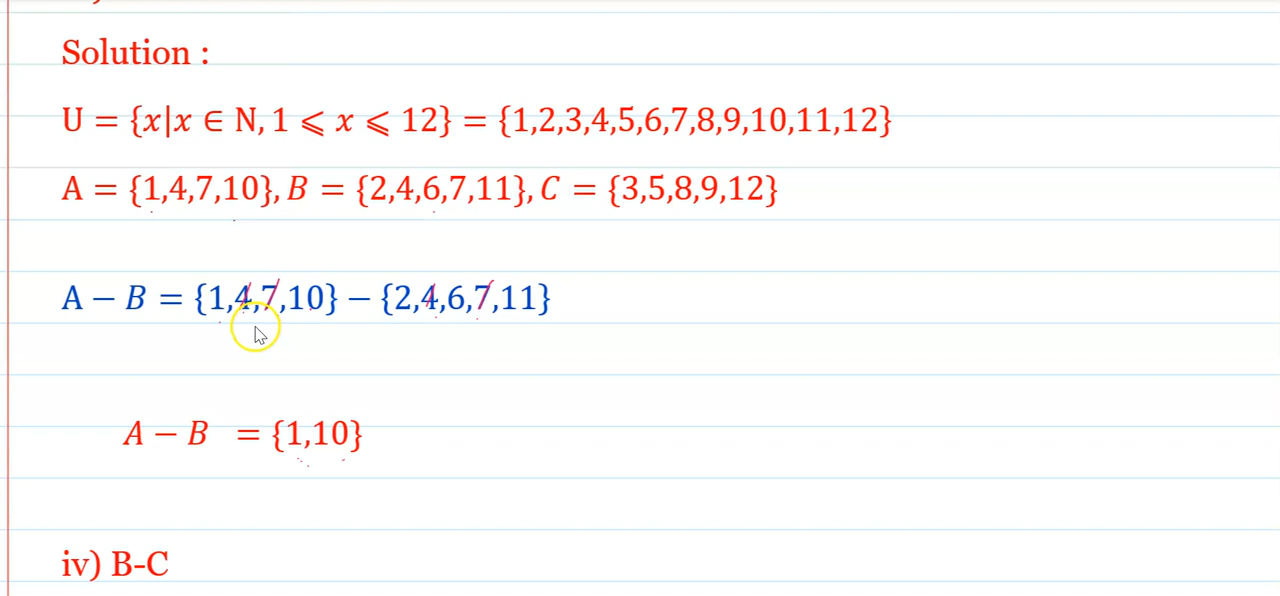 Solution :
U = {x|x ∈ N, 1 ⩽ x ⩽ 12} = {1,2,3,4,5,6,7,8,9,10,11,12}
A = {1,4,7,10}, B = {2,4,6,7,11}, C = {3,5,8,9,12}
A − B = {1,4,7,10} − {2,4,6,7,11}
A − B = {1,10}
iv) B-C